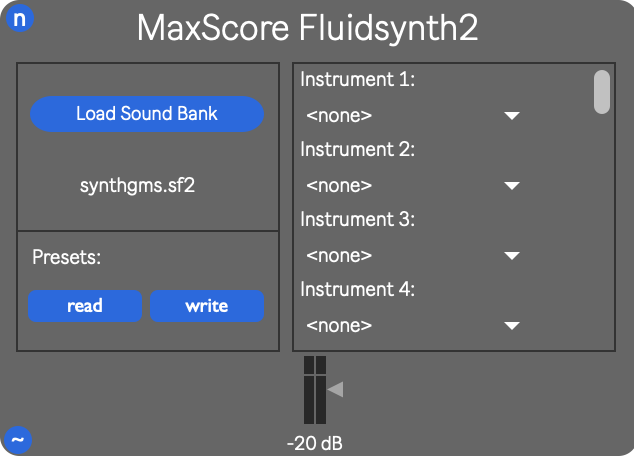 n
MaxScore Fluidsynth2
Load Sound Bank
synthgms.sf2
Presets:
read
write
Instrument 1:
<none>
Instrument 2:
<none>
Instrument 3:
<none>
Instrument 4:
<none>
-20 dB
~